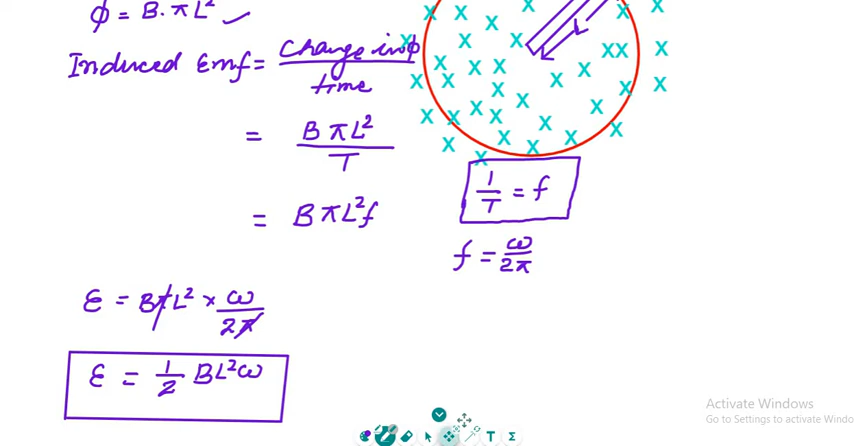 ϕ = B·πL² ✓
Induced Emf = Change in ϕ / time
= BπL² / T
= BπL²f
L
1/T = f
f = ω/2π
ε = BπL² × ω/2π
ε = 1/2 BL²ω
Activate Windows
Go to Settings to activate Windo
T Σ